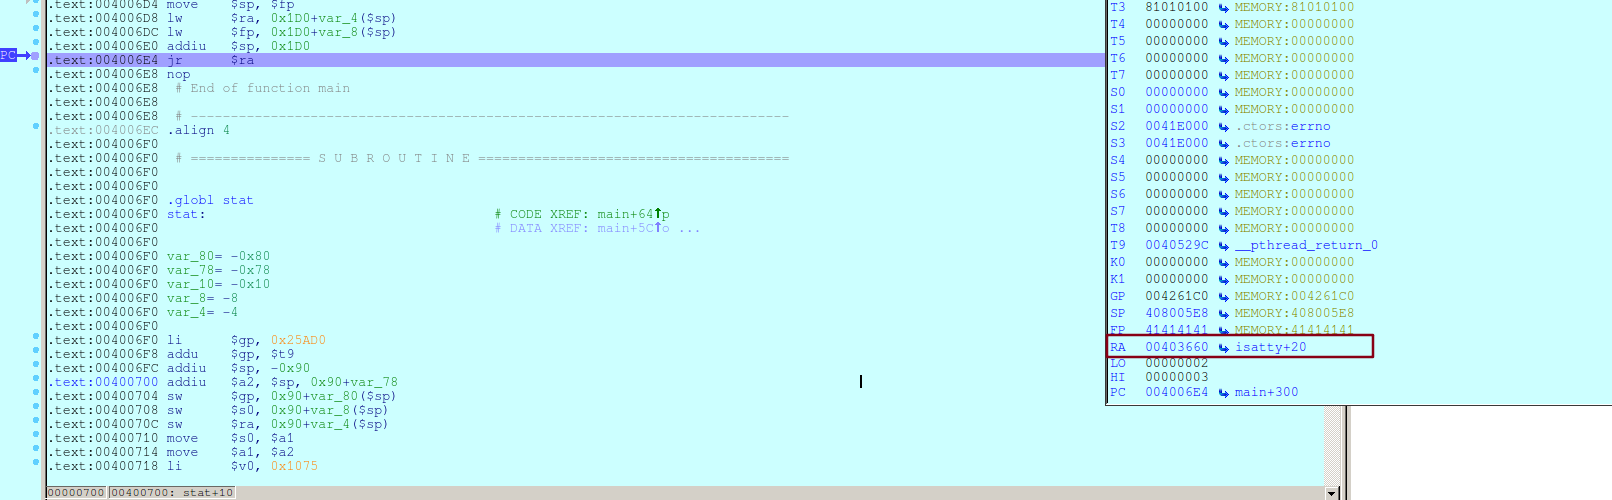 .text:004006D4 move    $sp, $fp
.text:004006D8 lw      $ra, 0x1D0+var_4($sp)
.text:004006DC lw      $fp, 0x1D0+var_8($sp)
.text:004006E0 addiu   $sp, 0x1D0
PC
.text:004006E4 jr      $ra
.text:004006E8 nop
.text:004006E8  # End of function main
.text:004006E8
.text:004006E8  # ---------------------------------------------------------------------------
.text:004006EC .align 4
.text:004006F0
.text:004006F0  # =============== S U B R O U T I N E =======================================
.text:004006F0
.text:004006F0
.text:004006F0 .globl stat
.text:004006F0 stat:                                    # CODE XREF: main+64↑p
.text:004006F0                                          # DATA XREF: main+5C↑o ...
.text:004006F0
.text:004006F0 var_80= -0x80
.text:004006F0 var_78= -0x78
.text:004006F0 var_10= -0x10
.text:004006F0 var_8= -8
.text:004006F0 var_4= -4
.text:004006F0
.text:004006F0 li      $gp, 0x25AD0
.text:004006F8 addu    $gp, $t9
.text:004006FC addiu   $sp, -0x90
.text:00400700 addiu   $a2, $sp, 0x90+var_78
.text:00400704 sw      $gp, 0x90+var_80($sp)
.text:00400708 sw      $s0, 0x90+var_8($sp)
.text:0040070C sw      $ra, 0x90+var_4($sp)
.text:00400710 move    $s0, $a1
.text:00400714 move    $a1, $a2
.text:00400718 li      $v0, 0x1075
00000700 00400700: stat+10
T3 81010100 MEMORY:81010100
T4 00000000 MEMORY:00000000
T5 00000000 MEMORY:00000000
T6 00000000 MEMORY:00000000
T7 00000000 MEMORY:00000000
S0 00000000 MEMORY:00000000
S1 00000000 MEMORY:00000000
S2 0041E000 .ctors:errno
S3 0041E000 .ctors:errno
S4 00000000 MEMORY:00000000
S5 00000000 MEMORY:00000000
S6 00000000 MEMORY:00000000
S7 00000000 MEMORY:00000000
T8 00000000 MEMORY:00000000
T9 0040529C __pthread_return_0
K0 00000000 MEMORY:00000000
K1 00000000 MEMORY:00000000
GP 004261C0 MEMORY:004261C0
SP 408005E8 MEMORY:408005E8
FP 41414141 MEMORY:41414141
RA 00403660 isatty+20
LO 00000002
HI 00000003
PC 004006E4 main+300